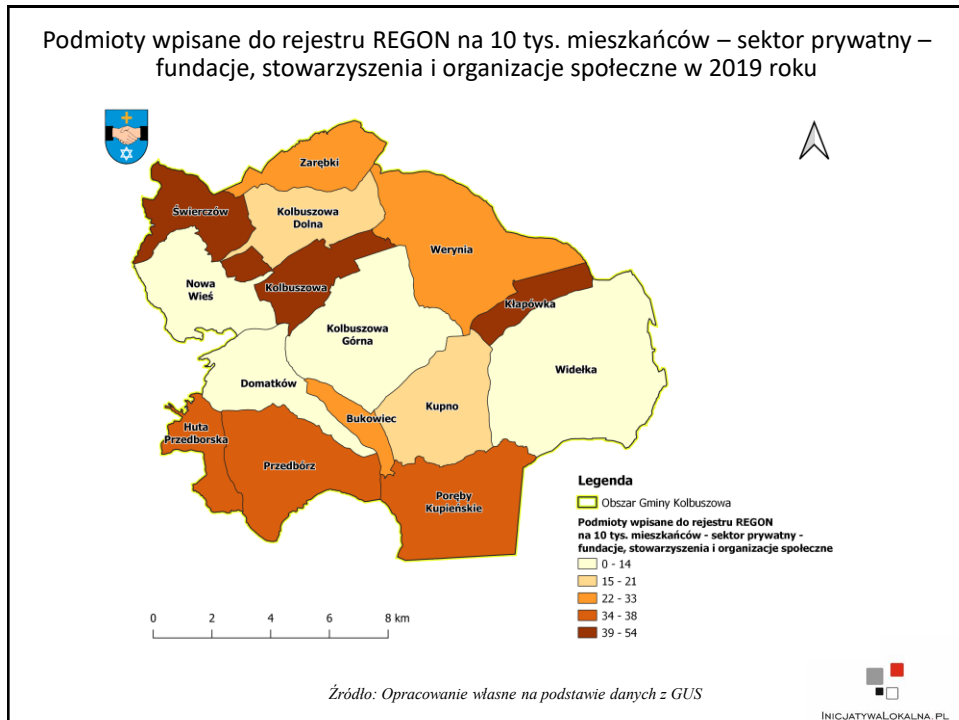 Podmioty wpisane do rejestru REGON na 10 tys. mieszkańców – sektor prywatny –
fundacje, stowarzyszenia i organizacje społeczne w 2019 roku
Zarębki
Świerczów
Kolbuszowa
Dolna
Werynia
Nowa
Wieś
Kolbuszowa
Kłapówka
Kolbuszowa
Górna
Widełka
Domatków
Bukowiec
Kupno
Huta
Przedborska
Przedbórz
Poręby
Kupieńskie
Legenda
Obszar Gminy Kolbuszowa
Podmioty wpisane do rejestru REGON
na 10 tys. mieszkańców - sektor prywatny -
fundacje, stowarzyszenia i organizacje społeczne
0 - 14
15 - 21
22 - 33
34 - 38
39 - 54
0 2 4 6 8 km
Źródło: Opracowanie własne na podstawie danych z GUS
INICJATYWALOKALNA.PL